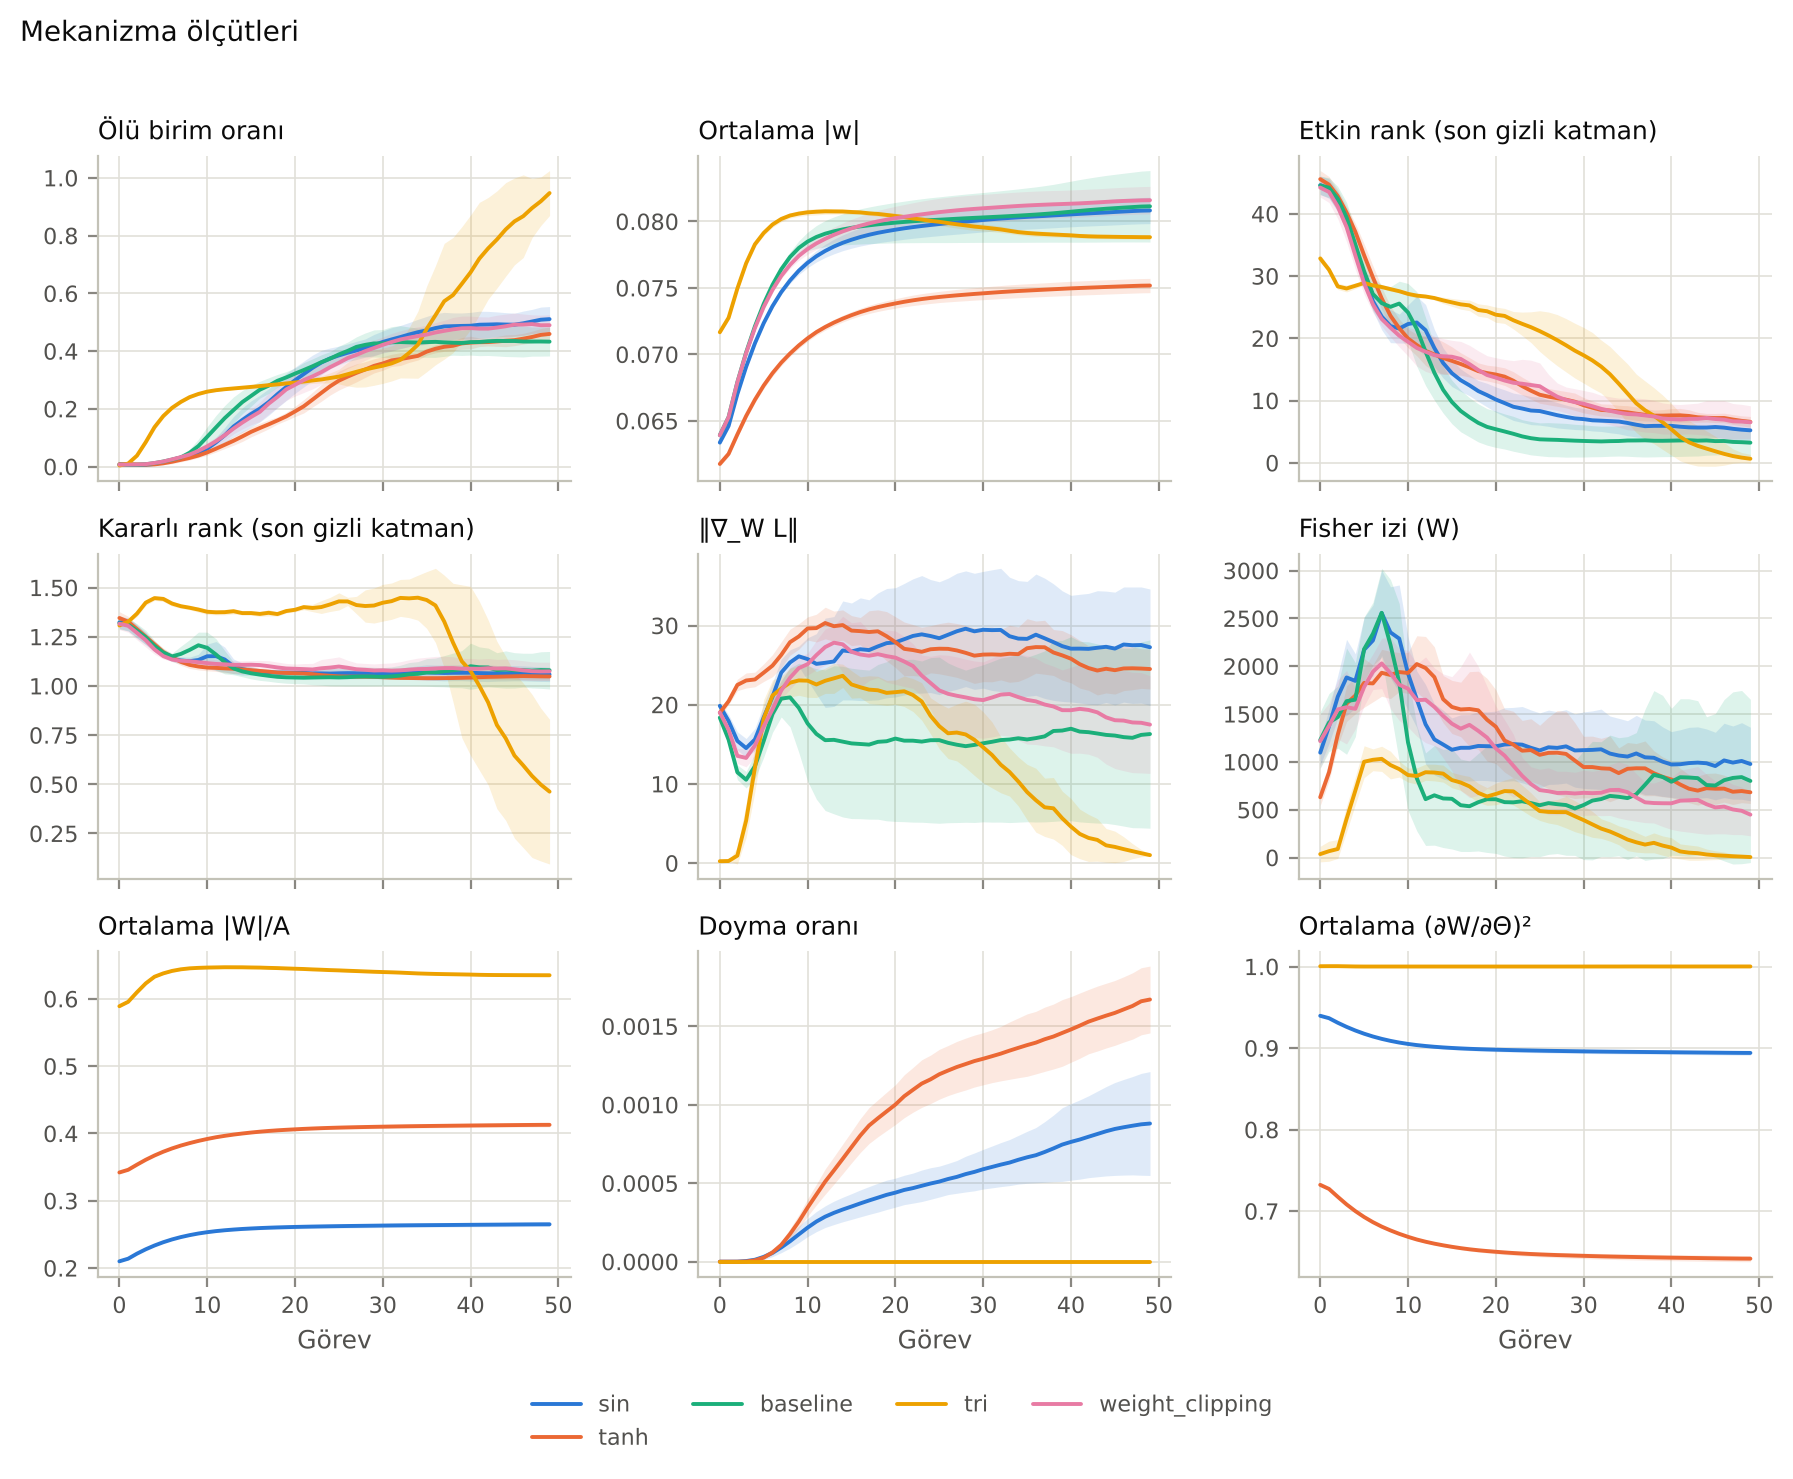 Mekanizma ölçütleri
Ölü birim oranı
1.0
0.8
0.6
0.4
0.2
0.0
Ortalama |w|
0.080
0.075
0.070
0.065
Etkin rank (son gizli katman)
40
30
20
10
0
Kararlı rank (son gizli katman)
1.50
1.25
1.00
0.75
0.50
0.25
‖∇_W L‖
30
20
10
0
Fisher izi (W)
3000
2500
2000
1500
1000
500
0
Ortalama |W|/A
0.6
0.5
0.4
0.3
0.2
0 10 20 30 40 50
Görev
Doyma oranı
0.0015
0.0010
0.0005
0.0000
0 10 20 30 40 50
Görev
Ortalama (∂W/∂Θ)²
1.0
0.9
0.8
0.7
0 10 20 30 40 50
Görev
sin baseline tri weight_clipping
tanh